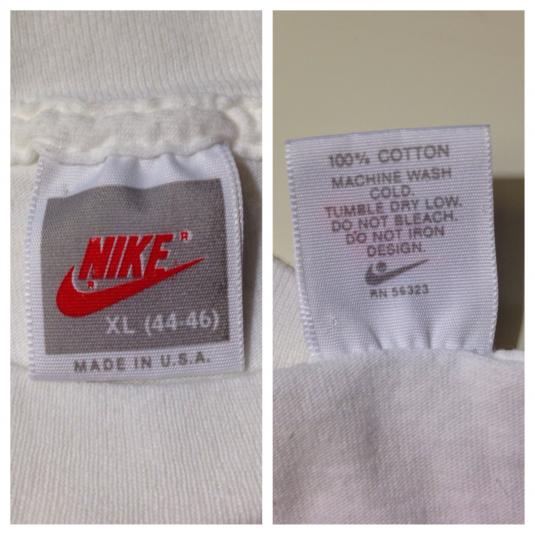 NIKE®
®
XL (44-46)
MADE IN U.S.A.
100% COTTON
MACHINE WASH
COLD.
TUMBLE DRY LOW.
DO NOT BLEACH.
DO NOT IRON
DESIGN.
RN 56323